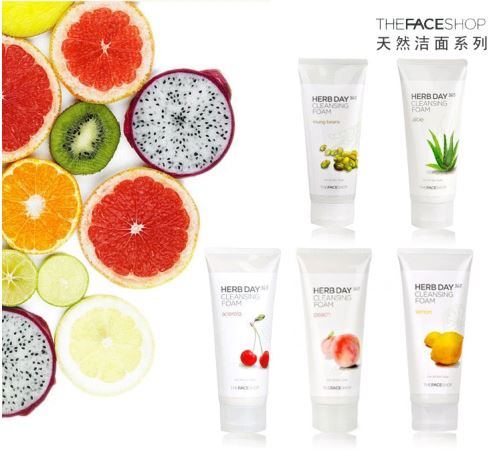 THEFACESHOP
天然洁面系列
HERB DAY 365
CLEANSING
FOAM
mung beans
THEFACESHOP
HERB DAY 365
CLEANSING
FOAM
aloe
THEFACESHOP
HERB DAY 365
CLEANSING
FOAM
acerola
THEFACESHOP
HERB DAY 365
CLEANSING
FOAM
peach
THEFACESHOP
HERB DAY 365
CLEANSING
FOAM
lemon
THEFACESHOP